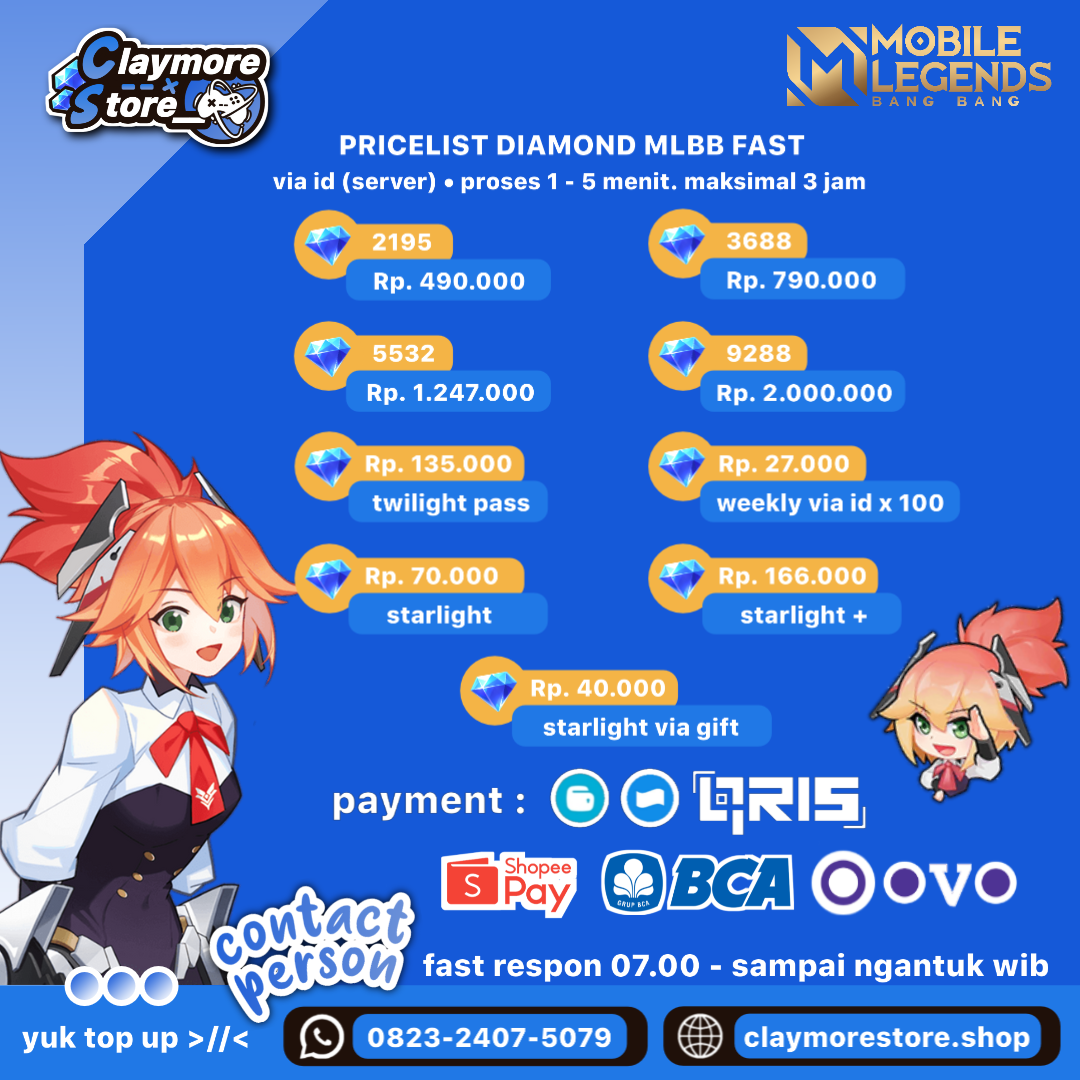 Claymore
Store_
MOBILE
LEGENDS
BANG BANG
PRICELIST DIAMOND MLBB FAST
via id (server) • proses 1 - 5 menit. maksimal 3 jam
2195
Rp. 490.000
3688
Rp. 790.000
5532
Rp. 1.247.000
9288
Rp. 2.000.000
Rp. 135.000
twilight pass
Rp. 27.000
weekly via id x 100
Rp. 70.000
starlight
Rp. 166.000
starlight +
Rp. 40.000
starlight via gift
payment :
QRIS
Shopee
Pay
S
GRUP BCA
BCA
OVO
contact
person
fast respon 07.00 - sampai ngantuk wib
yuk top up >//<
0823-2407-5079
claymorestore.shop